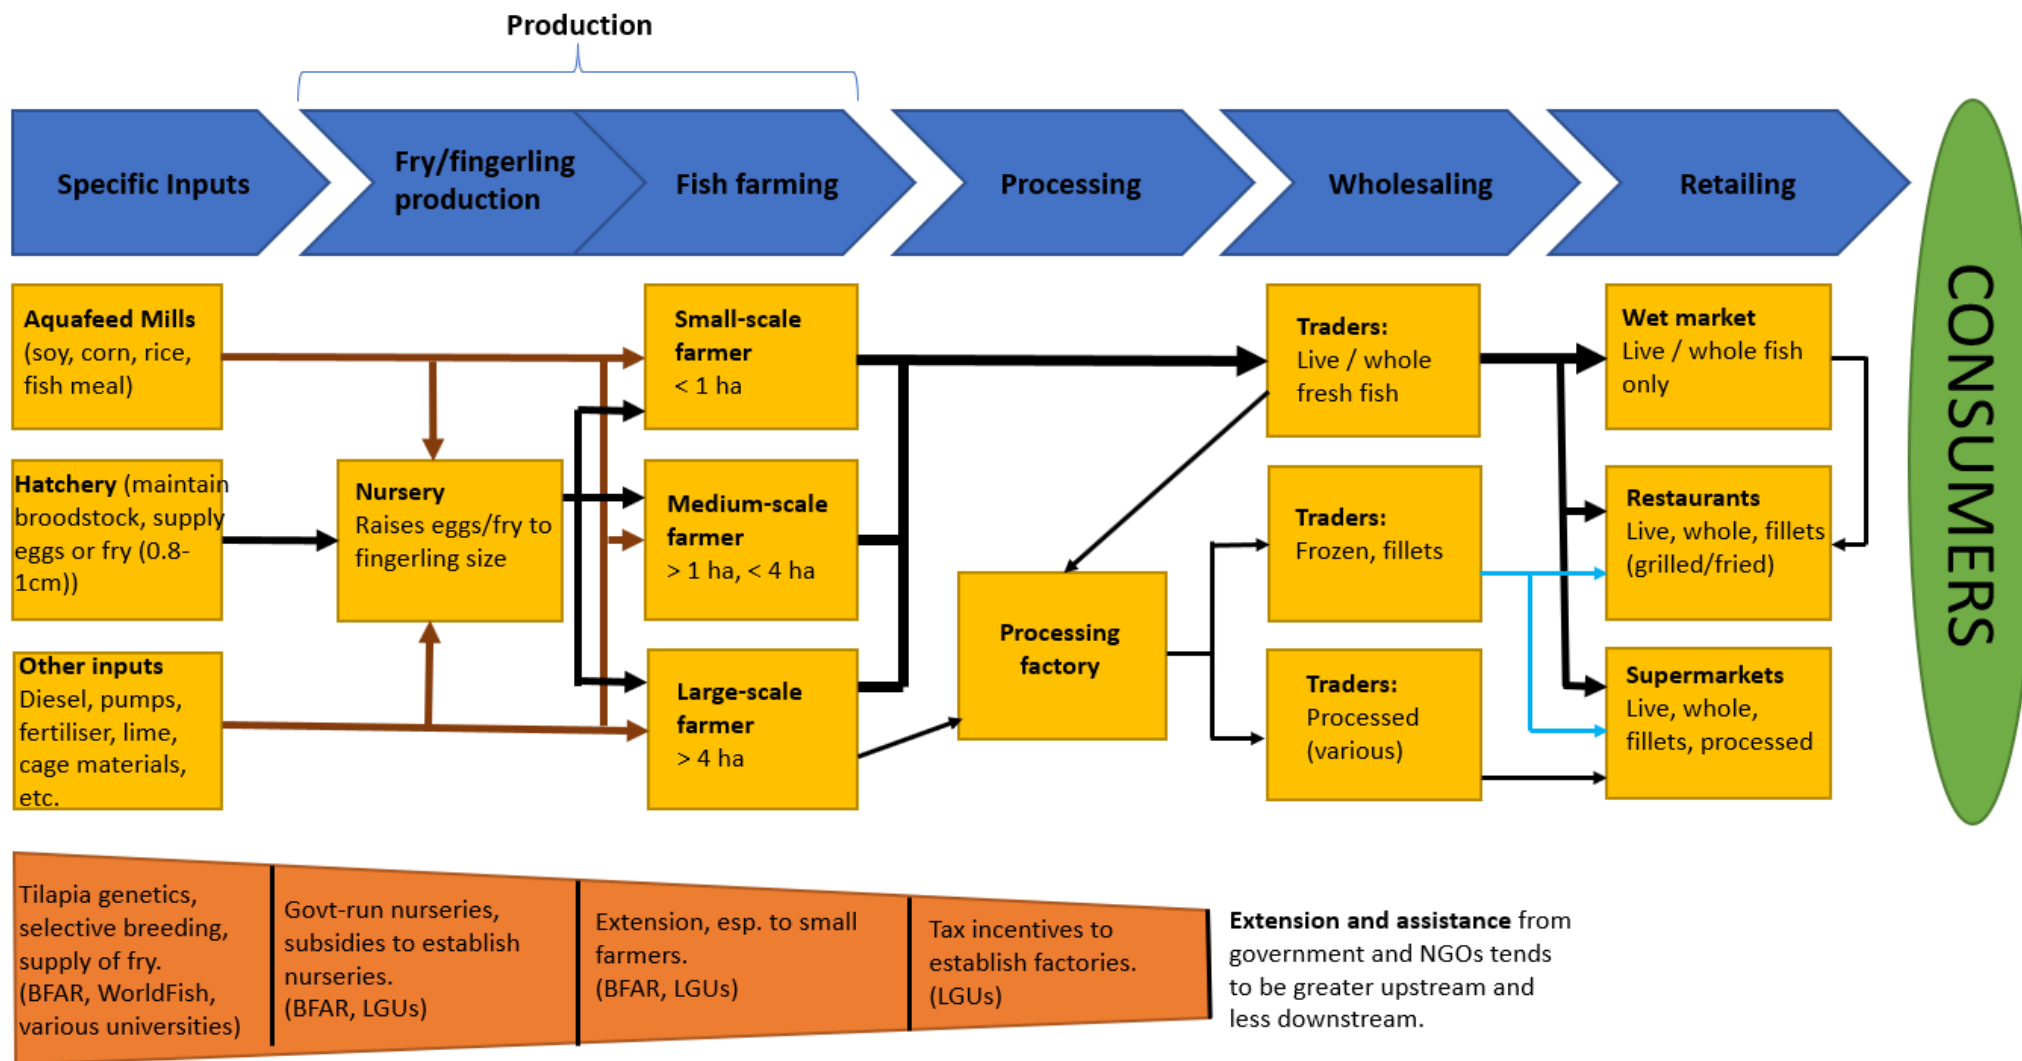 Production
Specific Inputs
Fry/fingerling
production
Fish farming
Processing
Wholesaling
Retailing
CONSUMERS
Aquafeed Mills
(soy, corn, rice,
fish meal)
Hatchery (maintain
broodstock, supply
eggs or fry (0.8-
1cm))
Other inputs
Diesel, pumps,
fertiliser, lime,
cage materials,
etc.
Nursery
Raises eggs/fry to
fingerling size
Small-scale
farmer
< 1 ha
Medium-scale
farmer
> 1 ha, < 4 ha
Large-scale
farmer
> 4 ha
Processing
factory
Traders:
Live / whole
fresh fish
Traders:
Frozen, fillets
Traders:
Processed
(various)
Wet market
Live / whole fish
only
Restaurants
Live, whole, fillets
(grilled/fried)
Supermarkets
Live, whole,
fillets, processed
Tilapia genetics,
selective breeding,
supply of fry.
(BFAR, WorldFish,
various universities)
Govt-run nurseries,
subsidies to establish
nurseries.
(BFAR, LGUs)
Extension, esp. to small
farmers.
(BFAR, LGUs)
Tax incentives to
establish factories.
(LGUs)
Extension and assistance from
government and NGOs tends
to be greater upstream and
less downstream.